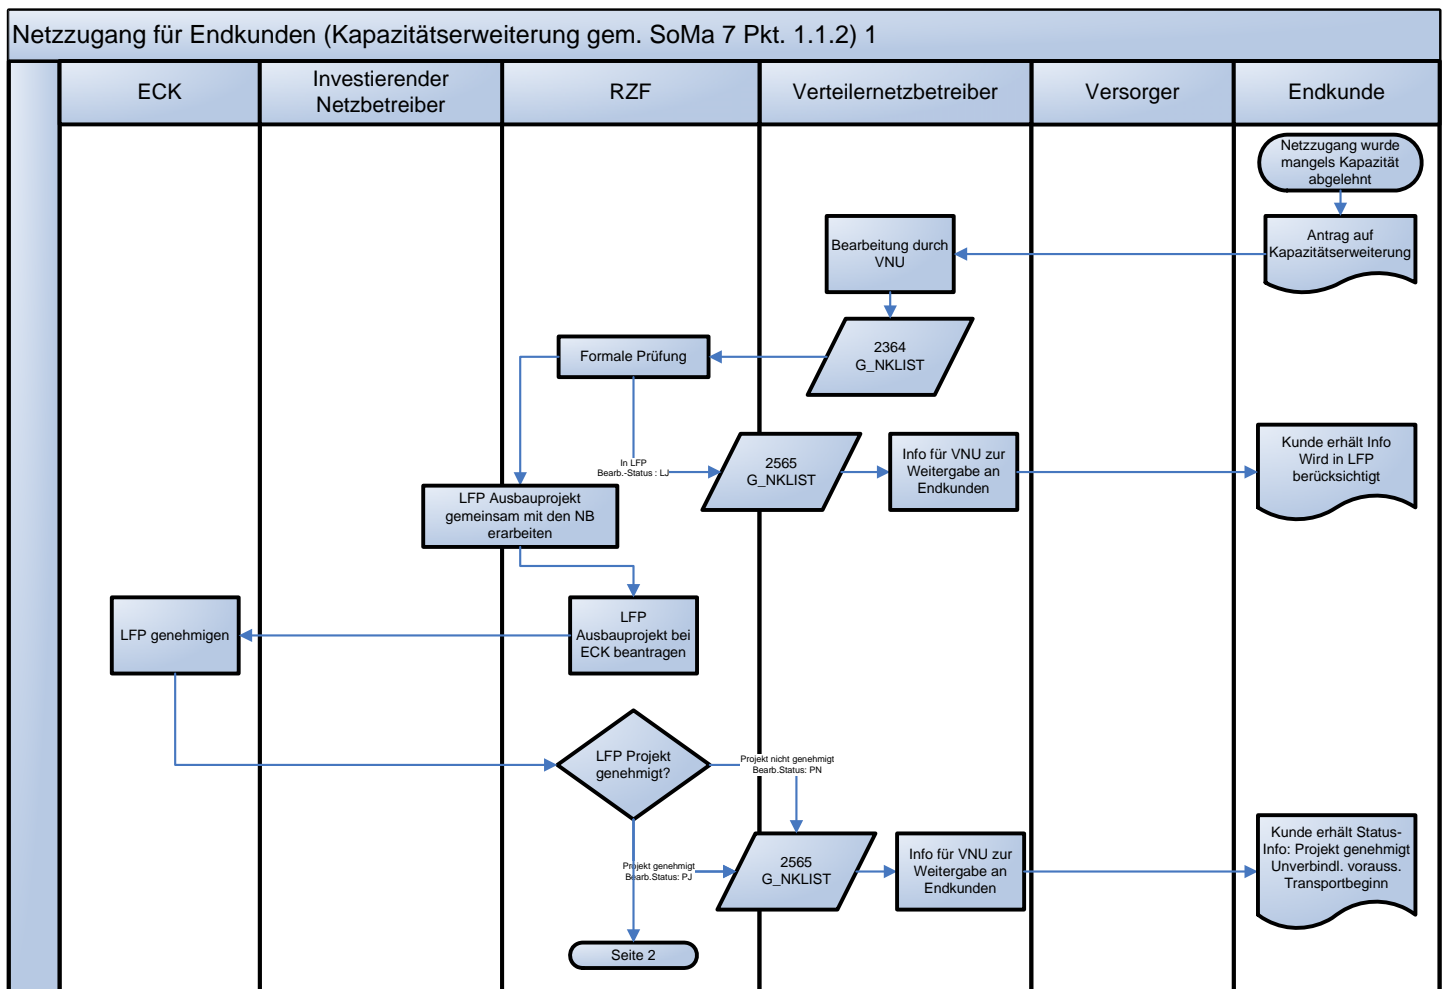 Netzzugang für Endkunden (Kapazitätserweiterung gem. SoMa 7 Pkt. 1.1.2) 1
ECK
Investierender
Netzbetreiber
RZF
Verteilernetzbetreiber
Versorger
Endkunde
Netzzugang wurde
mangels Kapazität
abgelehnt
Antrag auf
Kapazitätserweiterung
Bearbeitung durch
VNU
2364
G_NKLIST
Formale Prüfung
In LFP
Bearb.-Status : LJ
2565
G_NKLIST
Info für VNU zur
Weitergabe an
Endkunden
Kunde erhält Info
Wird in LFP
berücksichtigt
LFP Ausbauprojekt
gemeinsam mit den NB
erarbeiten
LFP
Ausbauprojekt bei
ECK beantragen
LFP genehmigen
LFP Projekt
genehmigt?
Projekt nicht genehmigt
Bearb.Status: PN
Projekt genehmigt
Bearb.Status: PJ
2565
G_NKLIST
Info für VNU zur
Weitergabe an
Endkunden
Kunde erhält Status-
Info: Projekt genehmigt
Unverbindl. vorauss.
Transportbeginn
Seite 2